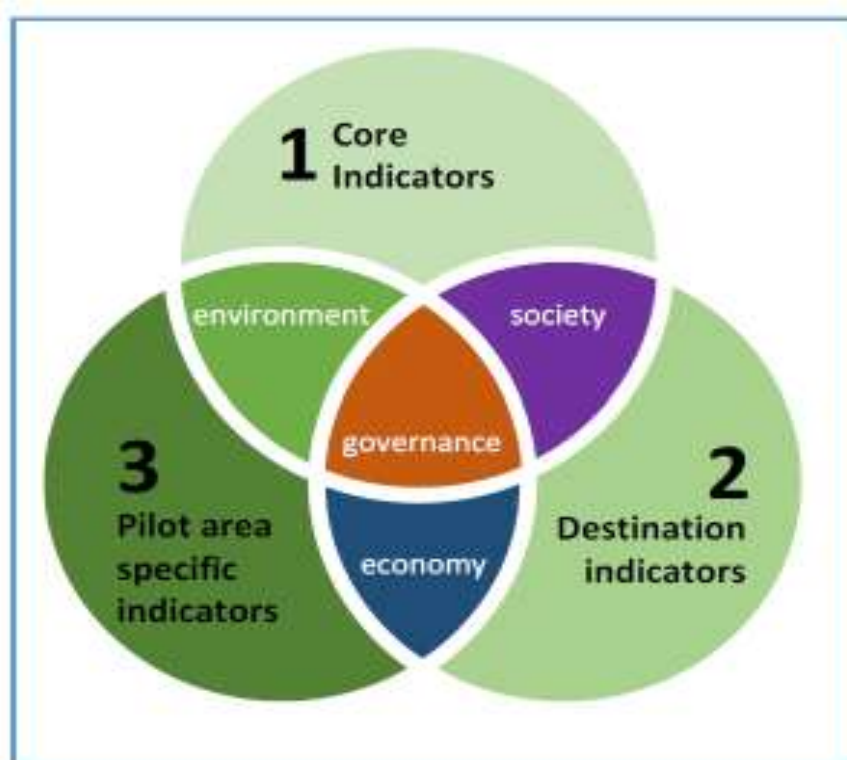 1 Core
Indicators
environment
society
governance
3
Pilot area
specific
indicators
2
Destination
indicators
economy